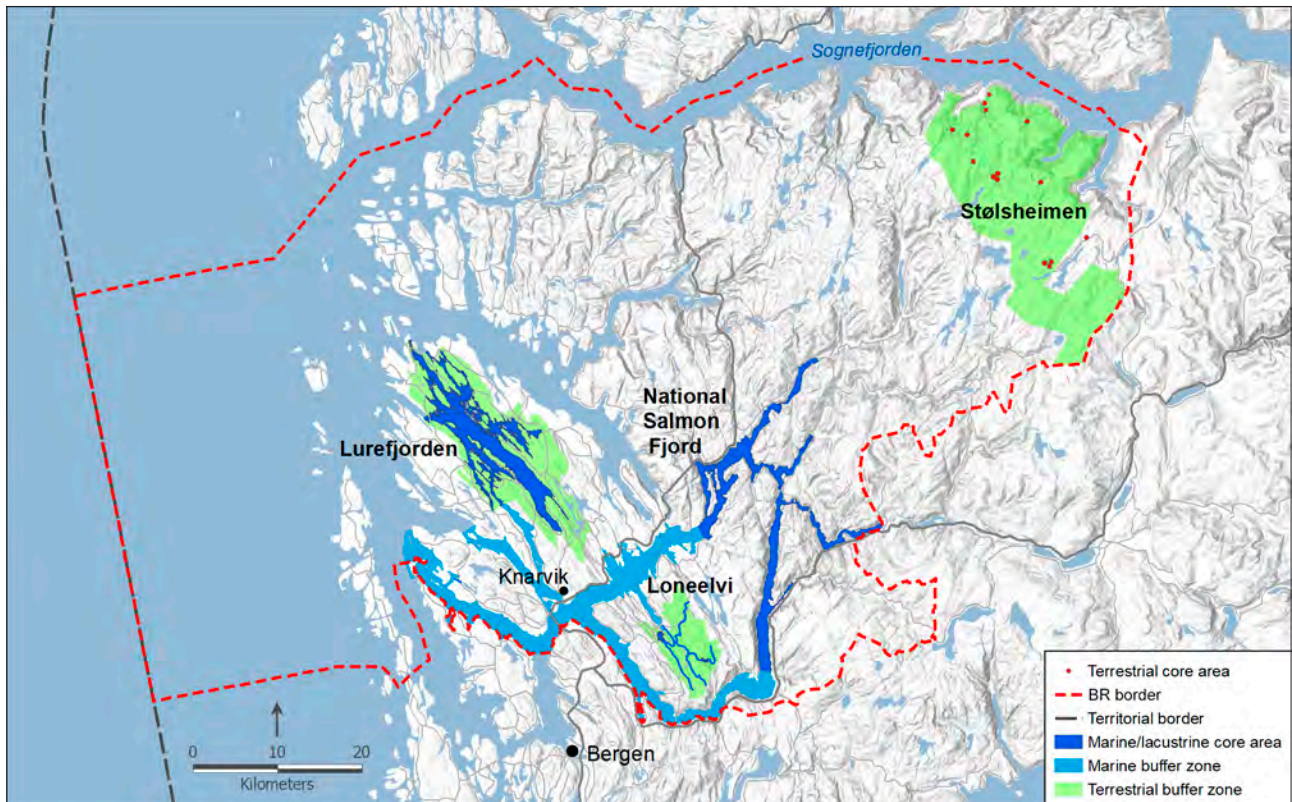 Sognefjorden
Stølsheimen
National
Salmon
Fjord
Lurefjorden
Knarvik
Loneelvi
Bergen
0 10 20
Kilometers
Terrestrial core area
BR border
Territorial border
Marine/lacustrine core area
Marine buffer zone
Terrestrial buffer zone